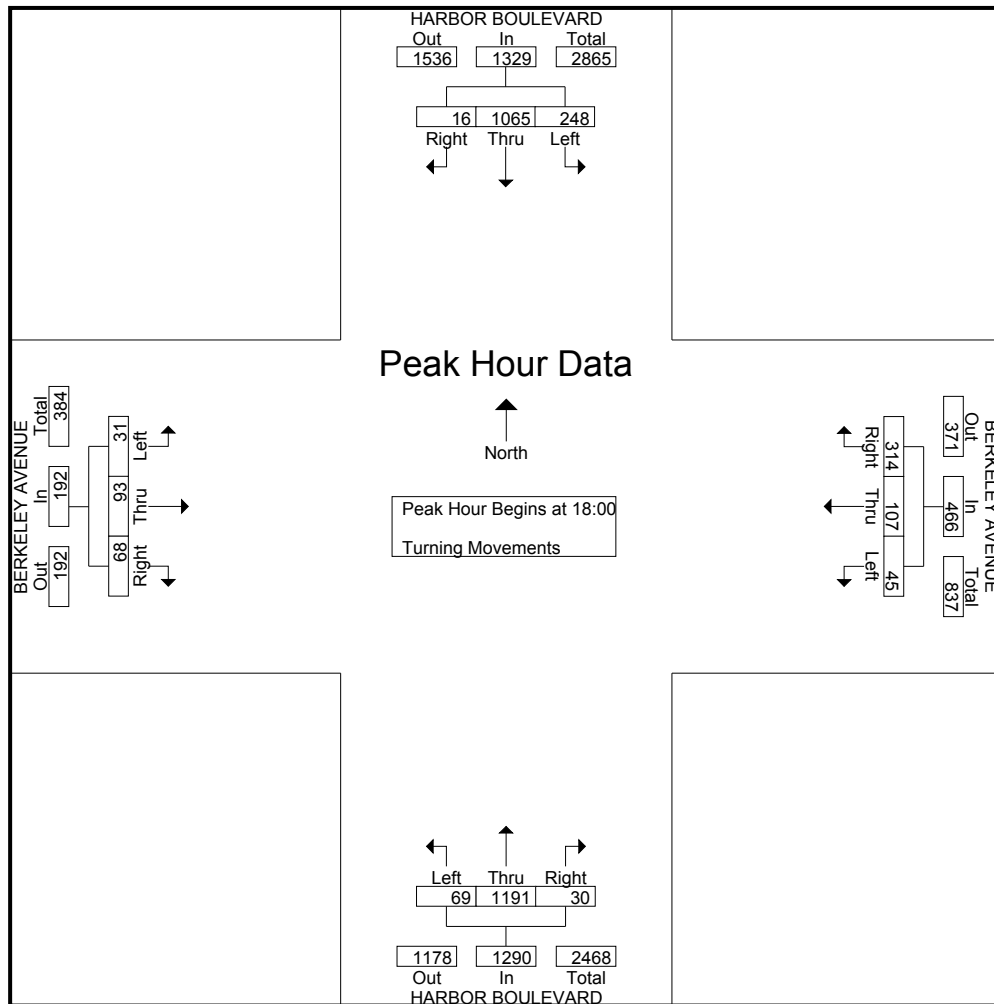 HARBOR BOULEVARD
Out In Total
1536 1329 2865
16 1065 248
Right Thru Left
Peak Hour Data
North
Peak Hour Begins at 18:00
Turning Movements
BERKELEY AVENUE
Out In Total
192 192 384
31 93 68
Left Thru Right
BERKELEY AVENUE
Out In Total
371 466 837
314 107 45
Right Thru Left
Left Thru Right
69 1191 30
1178 1290 2468
Out In Total
HARBOR BOULEVARD